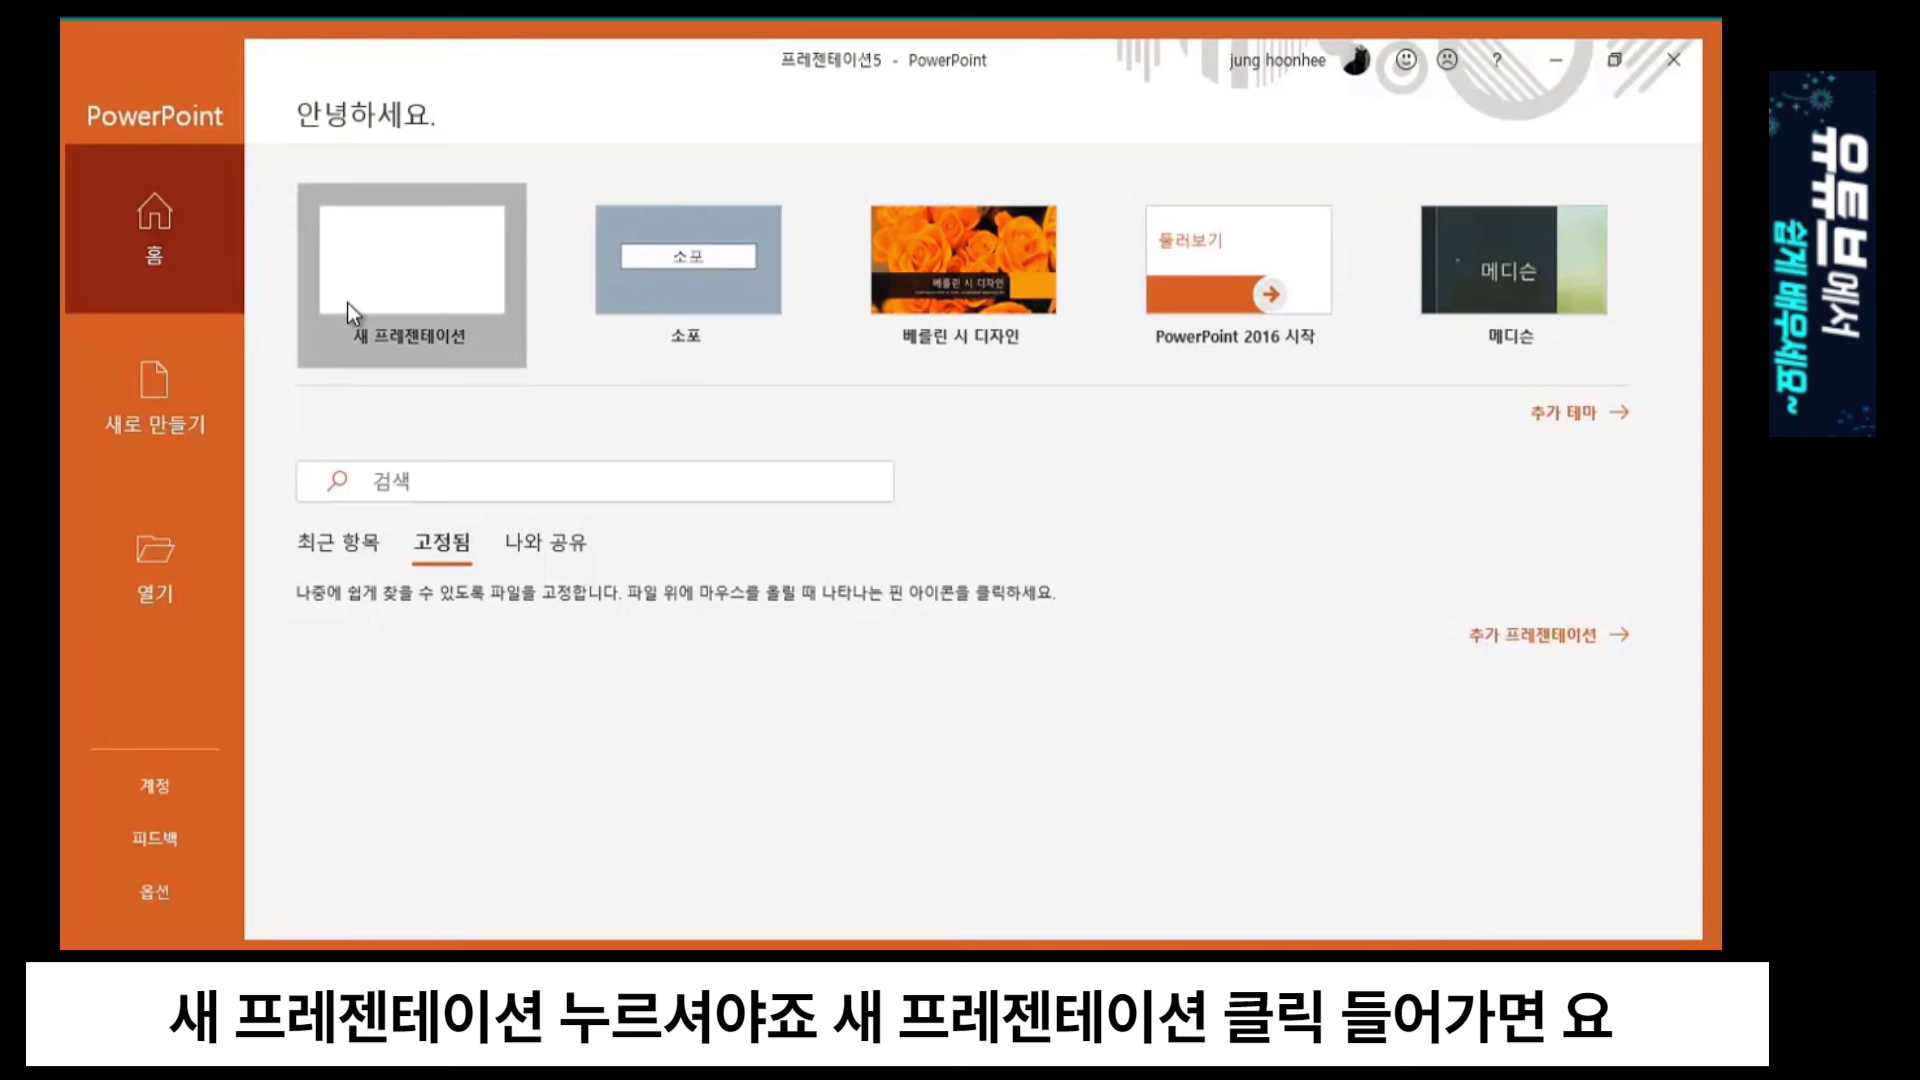 프레젠테이션5 - PowerPoint
jung hoonhee
?
PowerPoint
안녕하세요.
홈
새로 만들기
열기
계정
피드백
옵션
소포
베를린 시 디자인
둘러보기
메디슨
새 프레젠테이션
소포
베를린 시 디자인
PowerPoint 2016 시작
메디슨
추가 테마
검색
최근 항목
고정됨
나와 공유
나중에 쉽게 찾을 수 있도록 파일을 고정합니다. 파일 위에 마우스를 올릴 때 나타나는 핀 아이콘을 클릭하세요.
추가 프레젠테이션
유튜브에서
쉽게 배우세요~
새 프레젠테이션 누르셔야죠 새 프레젠테이션 클릭 들어가면 요